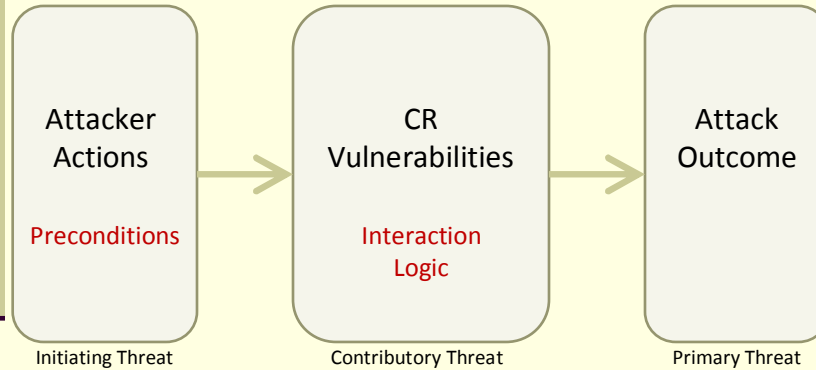 Attacker
Actions
Preconditions
Initiating Threat
CR
Vulnerabilities
Interaction
Logic
Contributory Threat
Attack
Outcome
Primary Threat